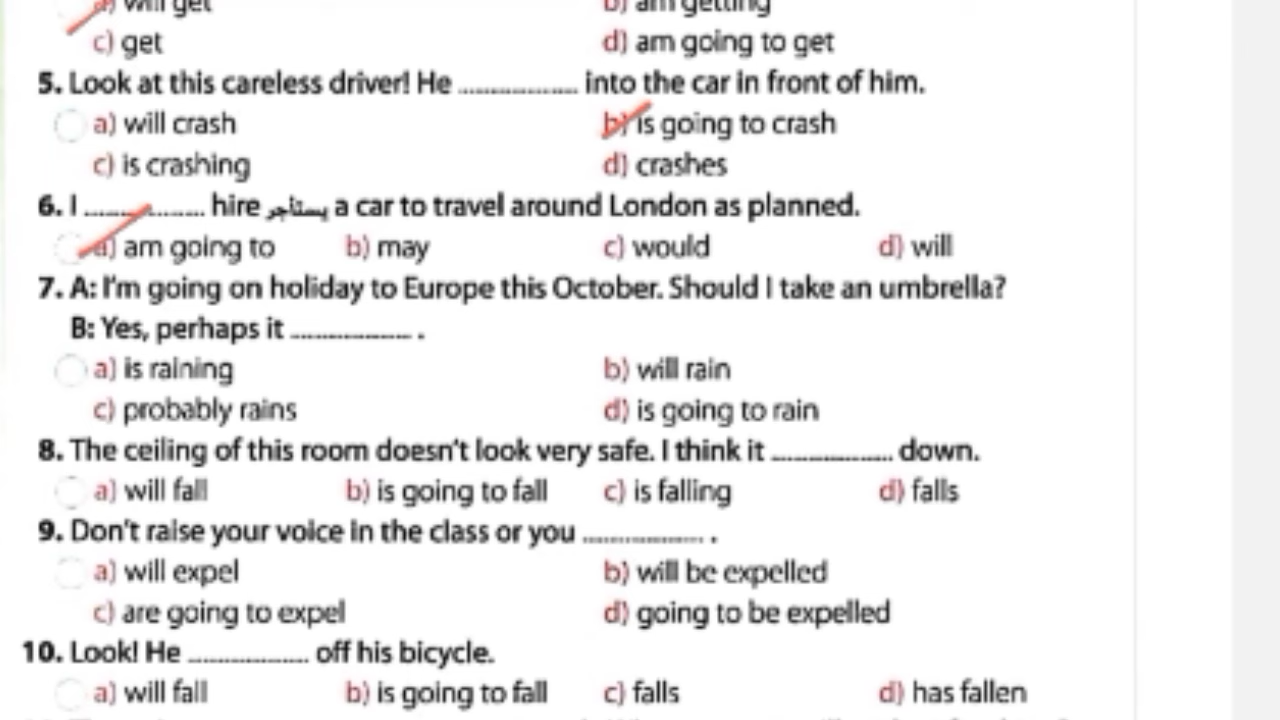 a) will get b) am getting
c) get d) am going to get
5. Look at this careless driver! He ................ into the car in front of him.
a) will crash b) is going to crash
c) is crashing d) crashes
6. I ................ hire يستأجر a car to travel around London as planned.
a) am going to b) may c) would d) will
7. A: I'm going on holiday to Europe this October. Should I take an umbrella?
B: Yes, perhaps it ................ .
a) is raining b) will rain
c) probably rains d) is going to rain
8. The ceiling of this room doesn't look very safe. I think it ................ down.
a) will fall b) is going to fall c) is falling d) falls
9. Don't raise your voice in the class or you ................ .
a) will expel b) will be expelled
c) are going to expel d) going to be expelled
10. Look! He ................ off his bicycle.
a) will fall b) is going to fall c) falls d) has fallen